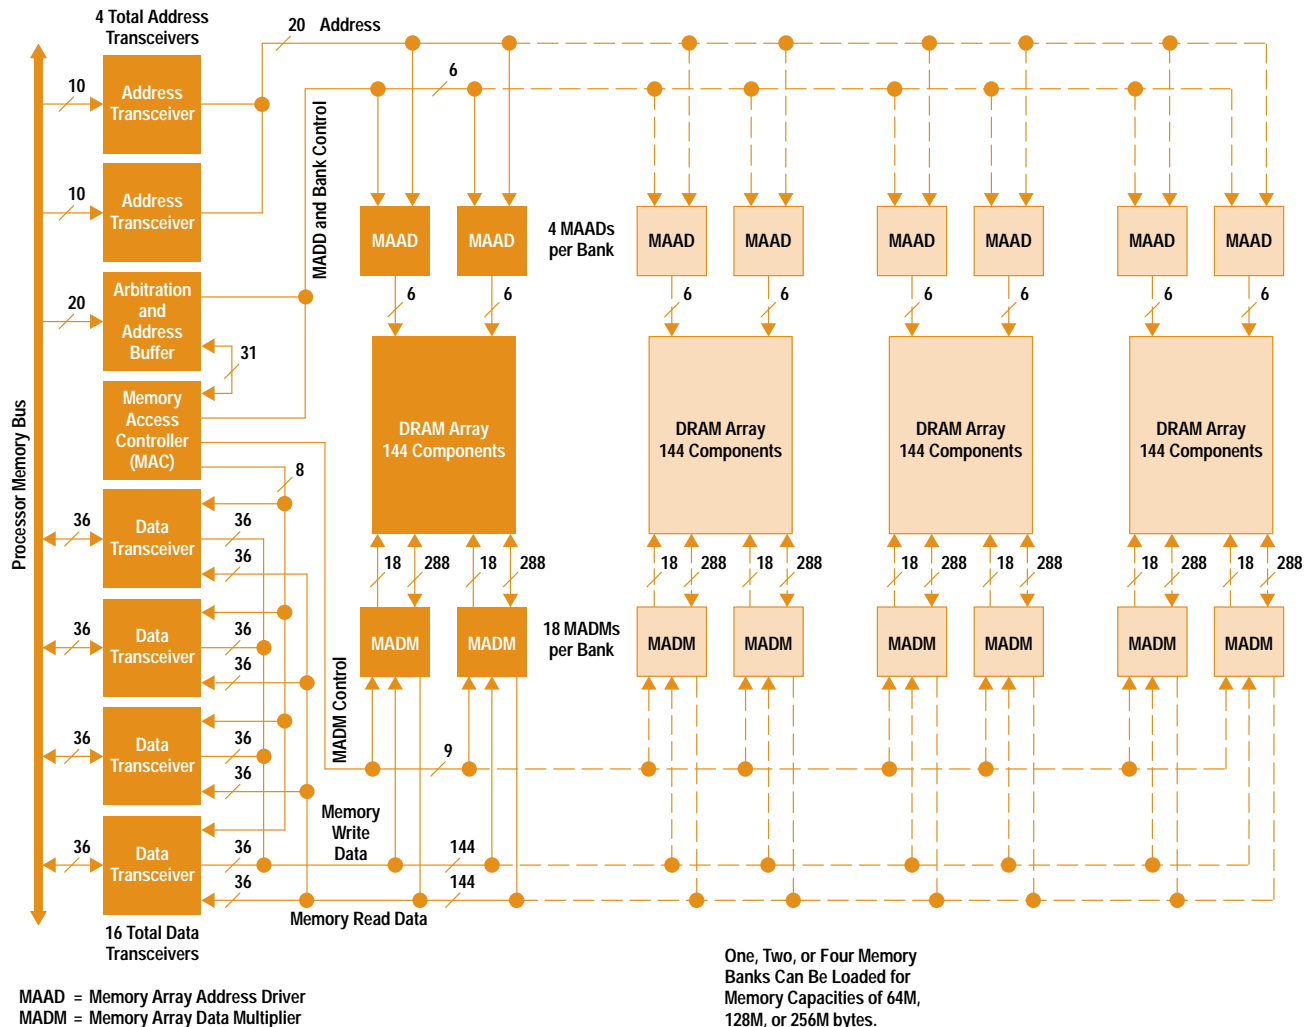 4 Total Address
Transceivers
20 Address
10
Address
Transceiver
6
MADD and Bank Control
10
Address
Transceiver
MAAD
MAAD
4 MAADs
per Bank
MAAD
MAAD
MAAD
MAAD
MAAD
MAAD
6
6
6
6
6
6
6
6
20
Arbitration
and
Address
Buffer
31
Memory
Access
Controller
(MAC)
8
DRAM Array
144 Components
DRAM Array
144 Components
DRAM Array
144 Components
DRAM Array
144 Components
Processor Memory Bus
36
Data
Transceiver
36
36
18
288
18
288
18
288
18
288
18
288
18
288
18
288
18
288
36
Data
Transceiver
36
36
MADM
MADM
18 MADMs
per Bank
MADM
MADM
MADM
MADM
MADM
MADM
MADM Control
36
Data
Transceiver
36
36
9
Memory
Write
Data
36
Data
Transceiver
36
36
144
144
Memory Read Data
16 Total Data
Transceivers
One, Two, or Four Memory
Banks Can Be Loaded for
Memory Capacities of 64M,
128M, or 256M bytes.
MAAD = Memory Array Address Driver
MADM = Memory Array Data Multiplier